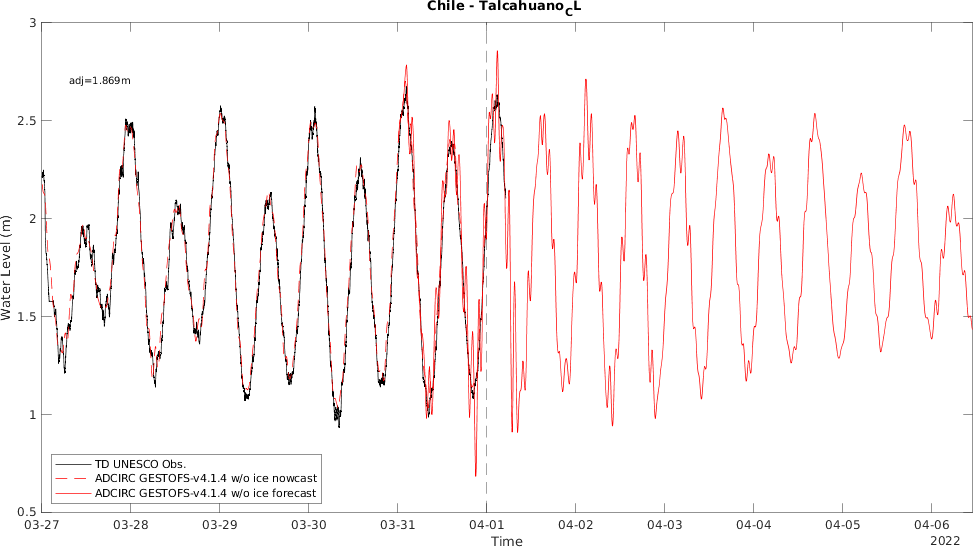 Chile - Talcahuano_CL
3
2.5
2
1.5
1
0.5
Water Level (m)
adj=1.869m
TD UNESCO Obs.
ADCIRC GESTOFS-v4.1.4 w/o ice nowcast
ADCIRC GESTOFS-v4.1.4 w/o ice forecast
03-27 03-28 03-29 03-30 03-31 04-01 04-02 04-03 04-04 04-05 04-06
Time
2022